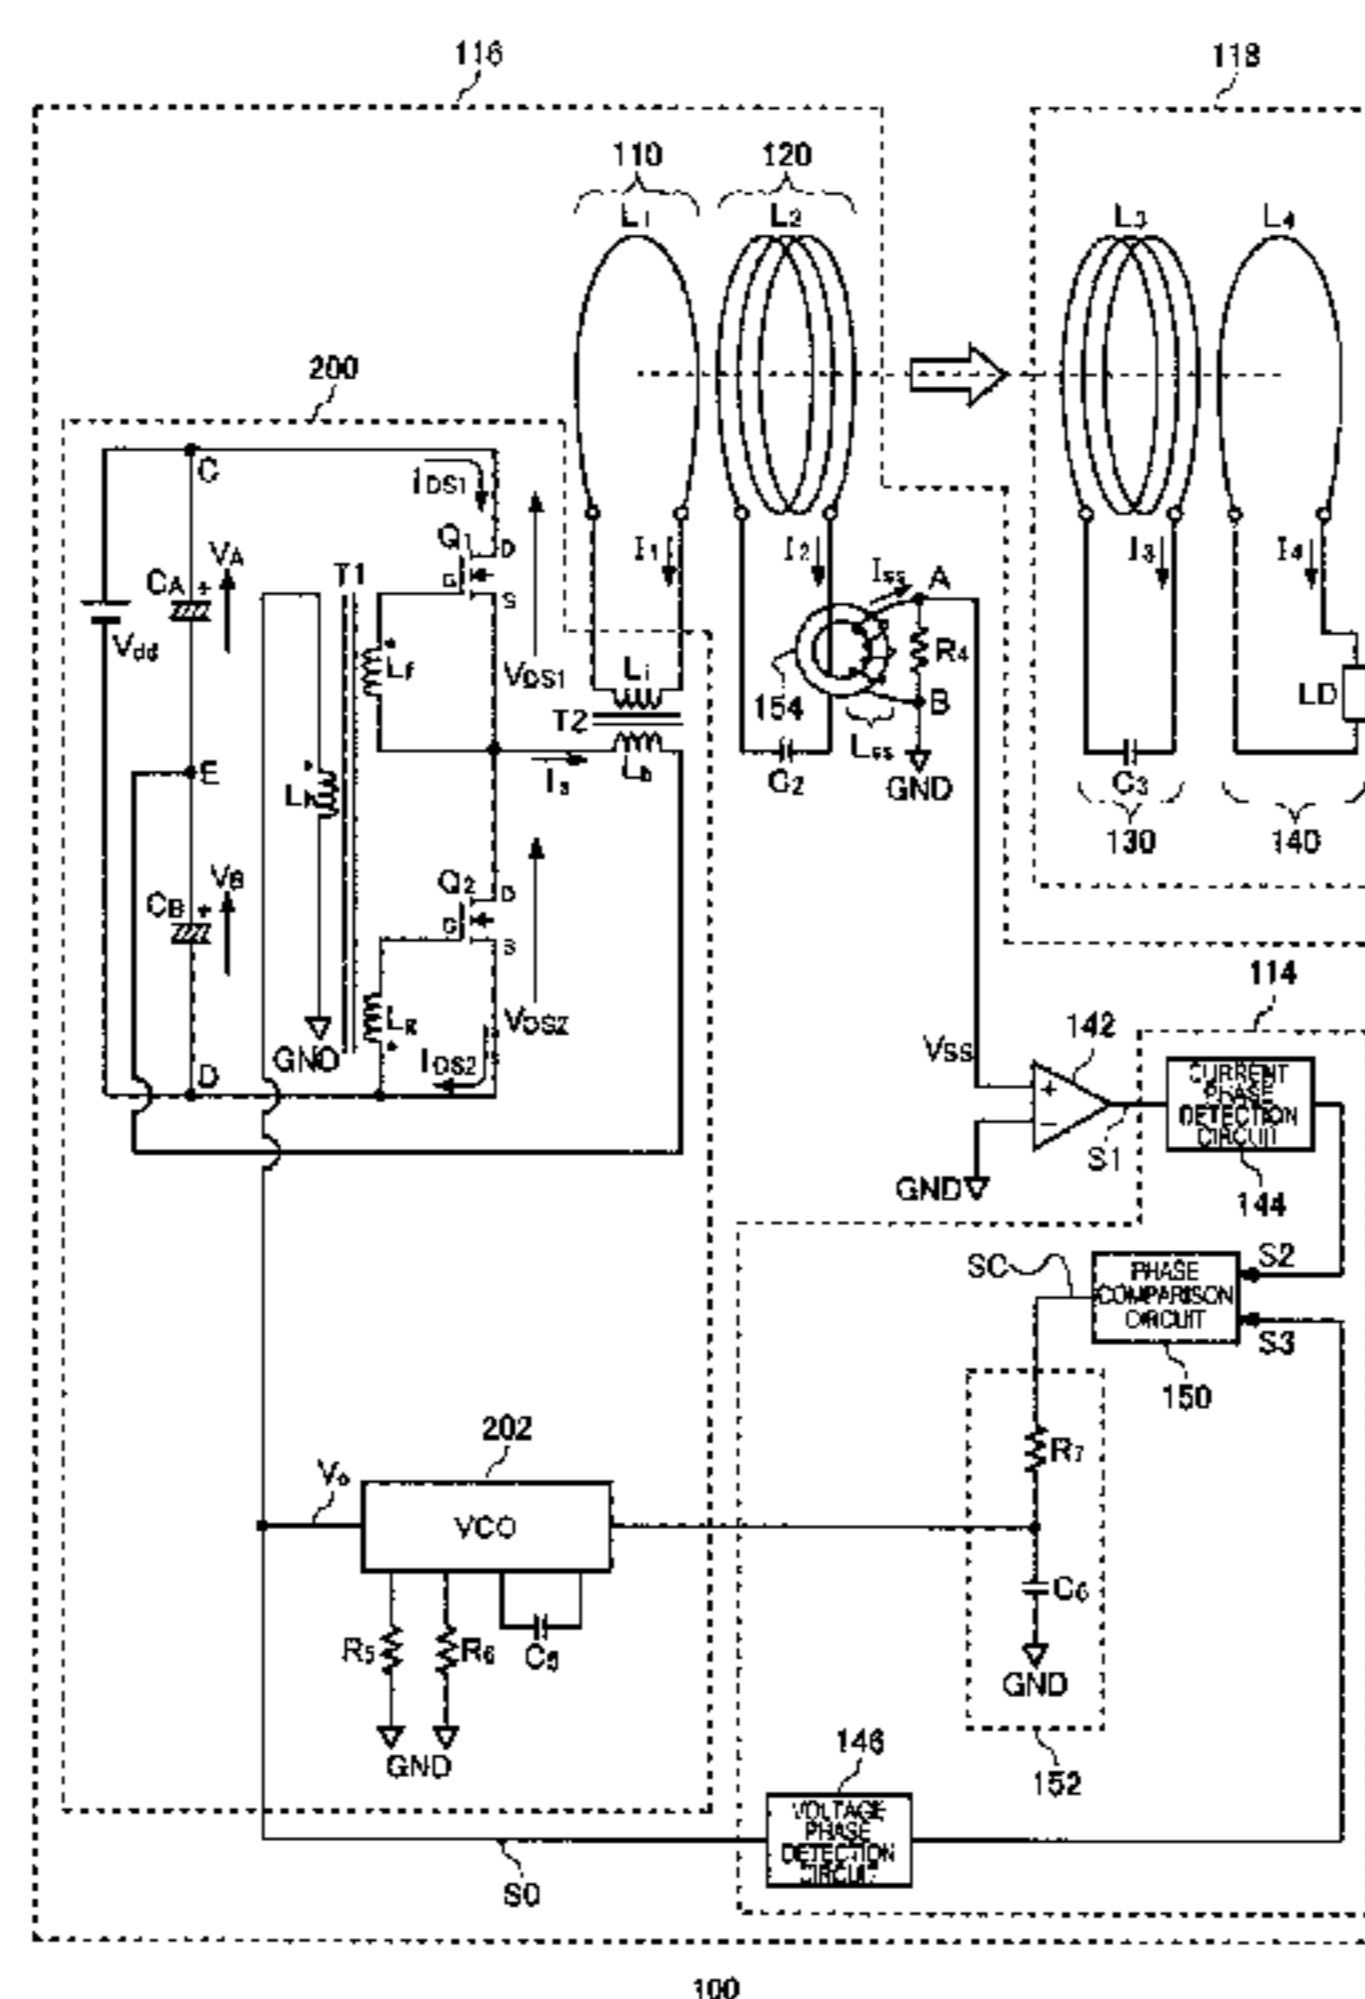 116
118
110
120
L1
L2
L3
L4
200
C
IDS1
VA
CA +
Q1
D
G
S
T1
Vdd
Lf
VDS1
I1
I2
ISS
A
R4
B
154
LSS
GND
Li
T2
Lb
IS
C2
I3
I4
LD
C3
130
140
E
VB
CB +
Q2
D
G
S
Lg
VDS2
IDS2
GND
D
114
VSS
142
+
−
S1
GND
CURRENT
PHASE
DETECTION
CIRCUIT
144
SC
PHASE
COMPARISON
CIRCUIT
S2
S3
150
202
Vo
VCO
R7
R5
R6
C5
C6
GND
GND
152
146
VOLTAGE
PHASE
DETECTION
CIRCUIT
S0
100